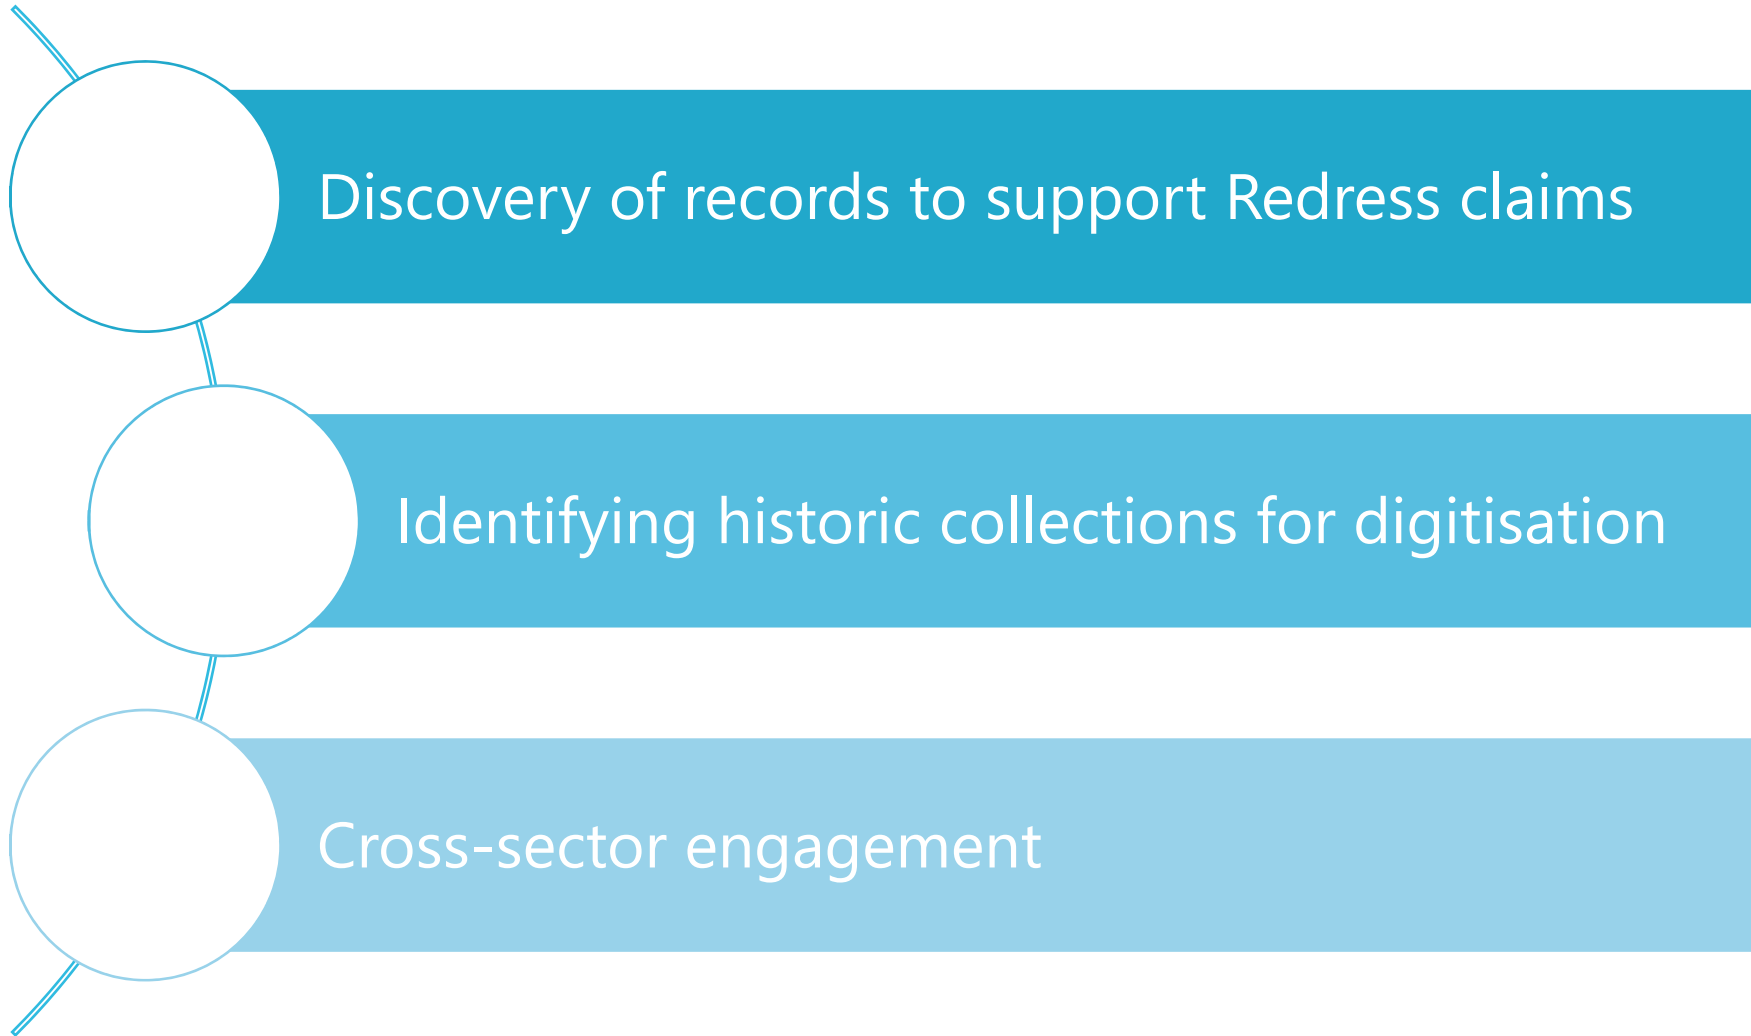 Discovery of records to support Redress claims
Identifying historic collections for digitisation
Cross-sector engagement